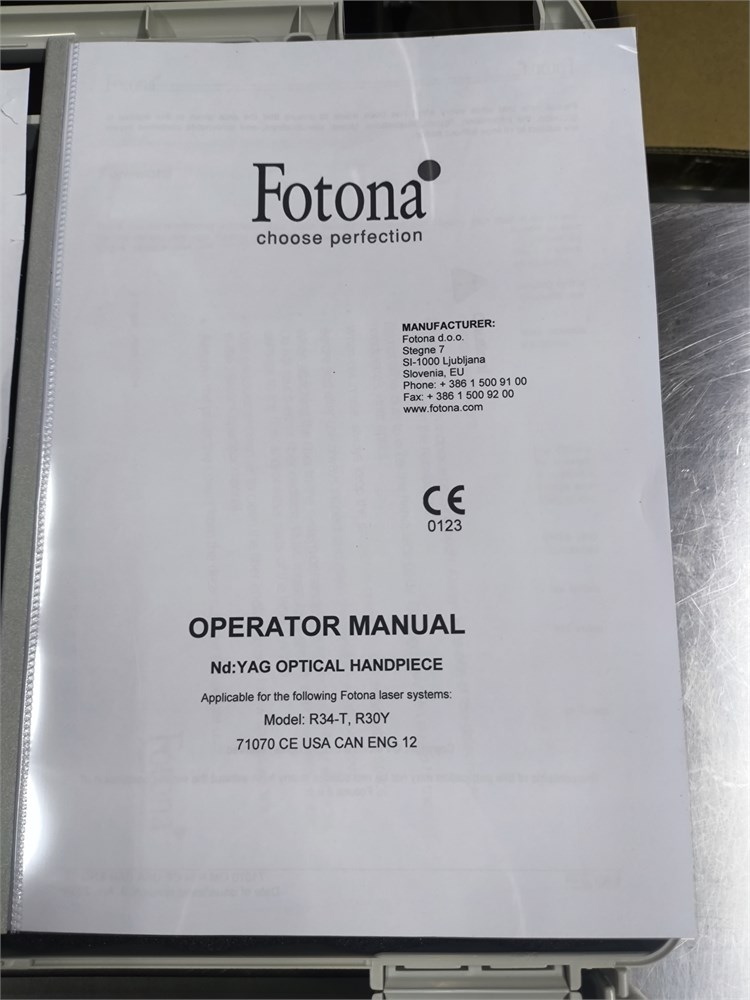 Fotona
choose perfection
MANUFACTURER:
Fotona d.o.o.
Stegne 7
SI-1000 Ljubljana
Slovenia, EU
Phone: + 386 1 500 91 00
Fax: + 386 1 500 92 00
www.fotona.com
CE
0123
OPERATOR MANUAL
Nd:YAG OPTICAL HANDPIECE
Applicable for the following Fotona laser systems:
Model: R34-T, R30Y
71070 CE USA CAN ENG 12